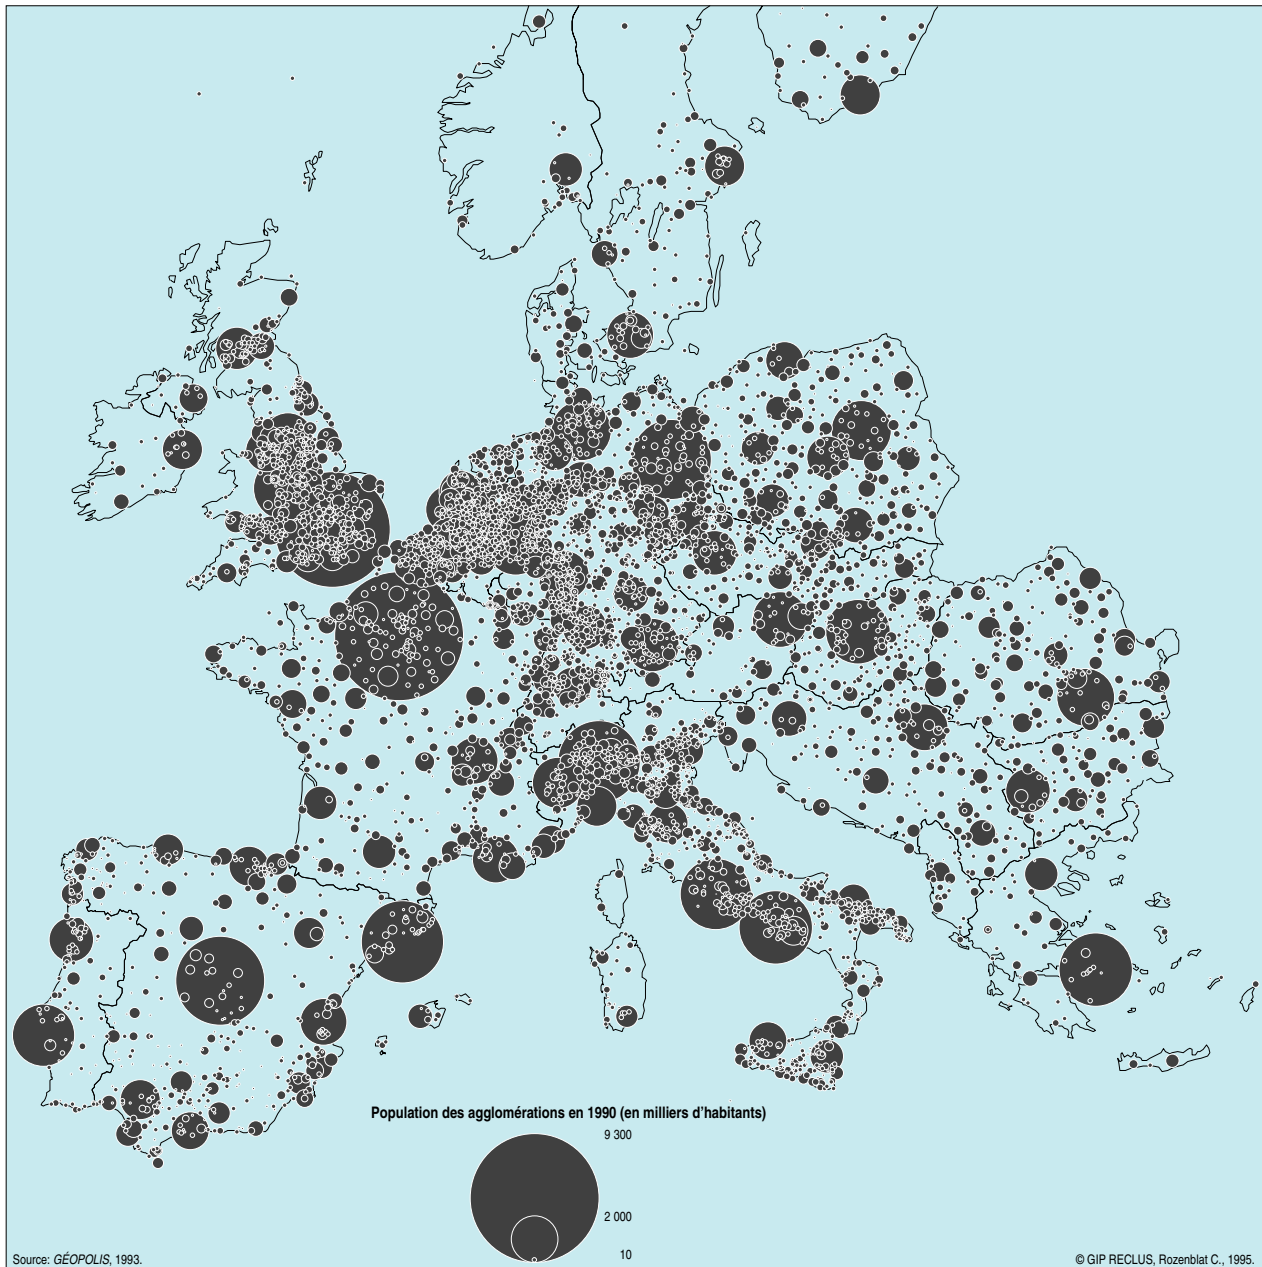 Population des agglomérations en 1990 (en milliers d'habitants)
9 300
2 000
10
Source: GÉOPOLIS, 1993.
© GIP RECLUS, Rozenblat C., 1995.